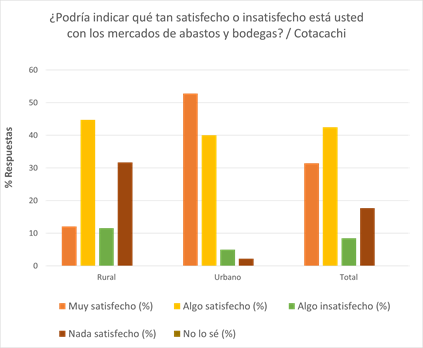 ¿Podría indicar qué tan satisfecho o insatisfecho está usted
con los mercados de abastos y bodegas? / Cotacachi
% Respuestas
60
50
40
30
20
10
0
Rural Urbano Total
Muy satisfecho (%) Algo satisfecho (%) Algo insatisfecho (%)
Nada satisfecho (%) No lo sé (%)